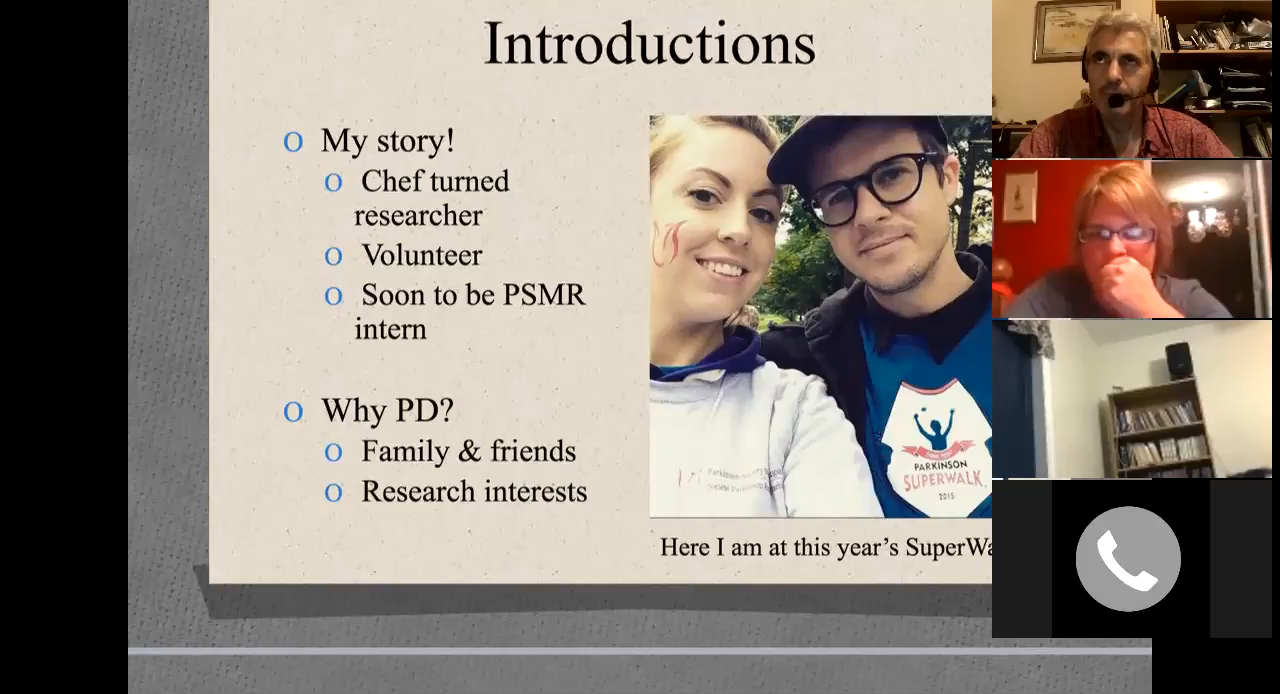 Introductions
My story!
Chef turned
researcher
Volunteer
Soon to be PSMR
intern
Why PD?
Family & friends
Research interests
PARKINSON
SUPERWALK
2015
Here I am at this year's